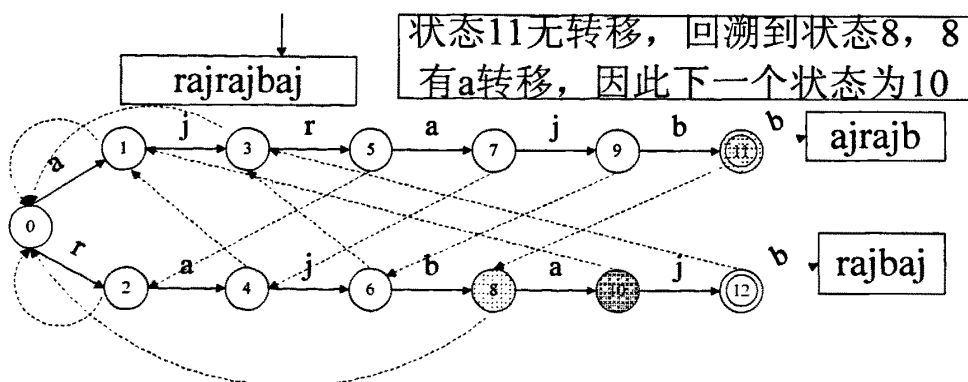 状态11无转移，回溯到状态8，8
有a转移，因此下一个状态为10
rajrajbaj
j r a j b b
a 1 3 5 7 9 11 ajrajb
0
r a j b a j b
2 4 6 8 10 12 rajbaj